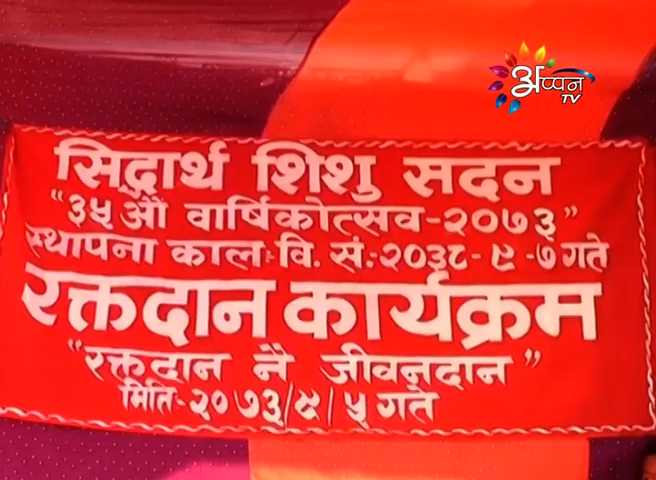 अप्पन
TV
सिद्धार्थ शिशु सदन
“३५ औं वार्षिकोत्सव-२०७३”
स्थापना कालः वि. सं.-२०३८-९-७ गते
रक्तदान कार्यक्रम
“रक्तदान नै जीवनदान”
मिति-२०७३/९/५ गते